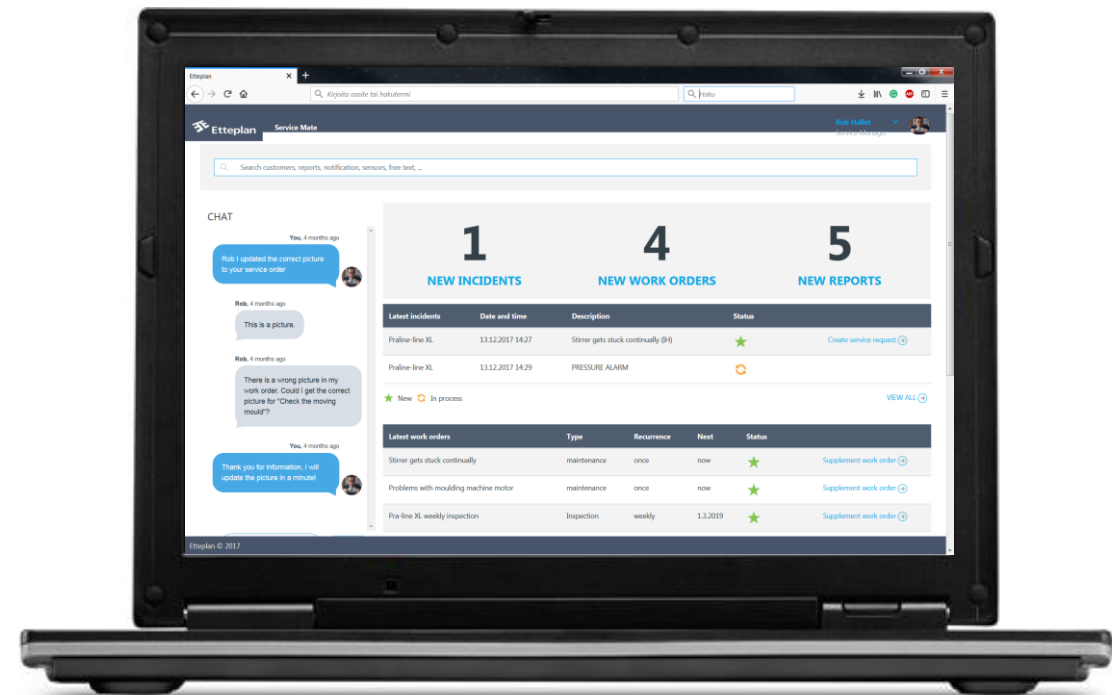 Etteplan
Kirjoita osoite tai hakutermi
Haku
Etteplan
Service Mate
Rob Hallet
Service Manager
Search customers, reports, notification, sensors, free text, ...
CHAT
You, 4 months ago
Rob I updated the correct picture
to your service order
Rob, 4 months ago
This is a picture.
Rob, 4 months ago
There is a wrong picture in my
work order. Could I get the correct
picture for "Check the moving
mould"?
You, 4 months ago
Thank you for information, I will
update the picture in a minute!
1 4 5
NEW INCIDENTS NEW WORK ORDERS NEW REPORTS
Latest incidents Date and time Description Status
Praline-line XL 13.12.2017 14:27 Stirrer gets stuck continually (IH) Create service request
Praline-line XL 13.12.2017 14:29 PRESSURE ALARM
New In process VIEW ALL
Latest work orders Type Recurrence Next Status
Stirrer gets stuck continually maintenance once now Supplement work order
Problems with moulding machine motor maintenance once now Supplement work order
Pra-line XL weekly inspection Inspection weekly 1.3.2019 Supplement work order
Etteplan © 2017